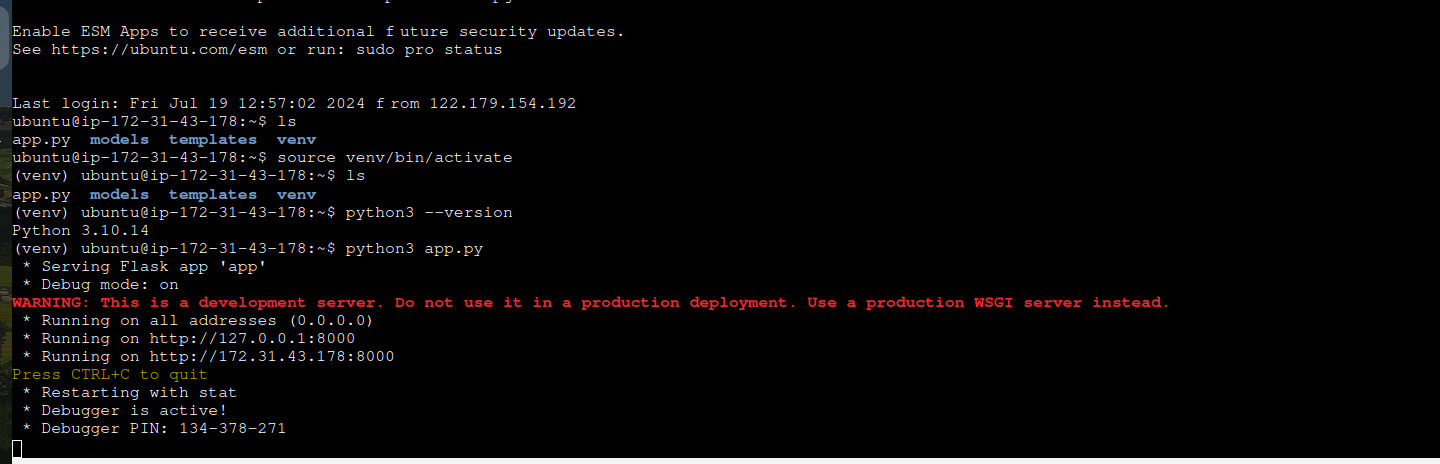 Enable ESM Apps to receive additional future security updates.
See https://ubuntu.com/esm or run: sudo pro status
Last login: Fri Jul 19 12:57:02 2024 from 122.179.154.192
ubuntu@ip-172-31-43-178:~$ ls
app.py  models  templates  venv
ubuntu@ip-172-31-43-178:~$ source venv/bin/activate
(venv) ubuntu@ip-172-31-43-178:~$ ls
app.py  models  templates  venv
(venv) ubuntu@ip-172-31-43-178:~$ python3 --version
Python 3.10.14
(venv) ubuntu@ip-172-31-43-178:~$ python3 app.py
 * Serving Flask app 'app'
 * Debug mode: on
WARNING: This is a development server. Do not use it in a production deployment. Use a production WSGI server instead.
 * Running on all addresses (0.0.0.0)
 * Running on http://127.0.0.1:8000
 * Running on http://172.31.43.178:8000
Press CTRL+C to quit
 * Restarting with stat
 * Debugger is active!
 * Debugger PIN: 134-378-271